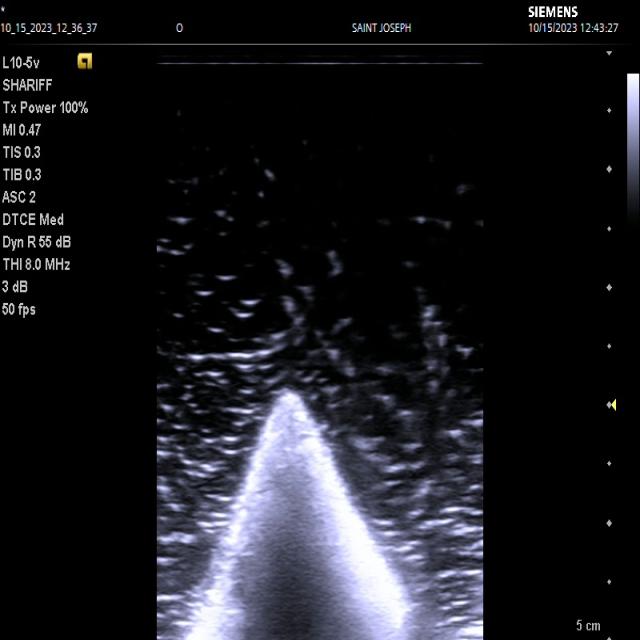 *
SIEMENS
10_15_2023_12_36_37 O SAINT JOSEPH 10/15/2023 12:43:27
L10-5v
SHARIFF
Tx Power 100%
MI 0.47
TIS 0.3
TIB 0.3
ASC 2
DTCE Med
Dyn R 55 dB
THI 8.0 MHz
3 dB
50 fps
5 cm